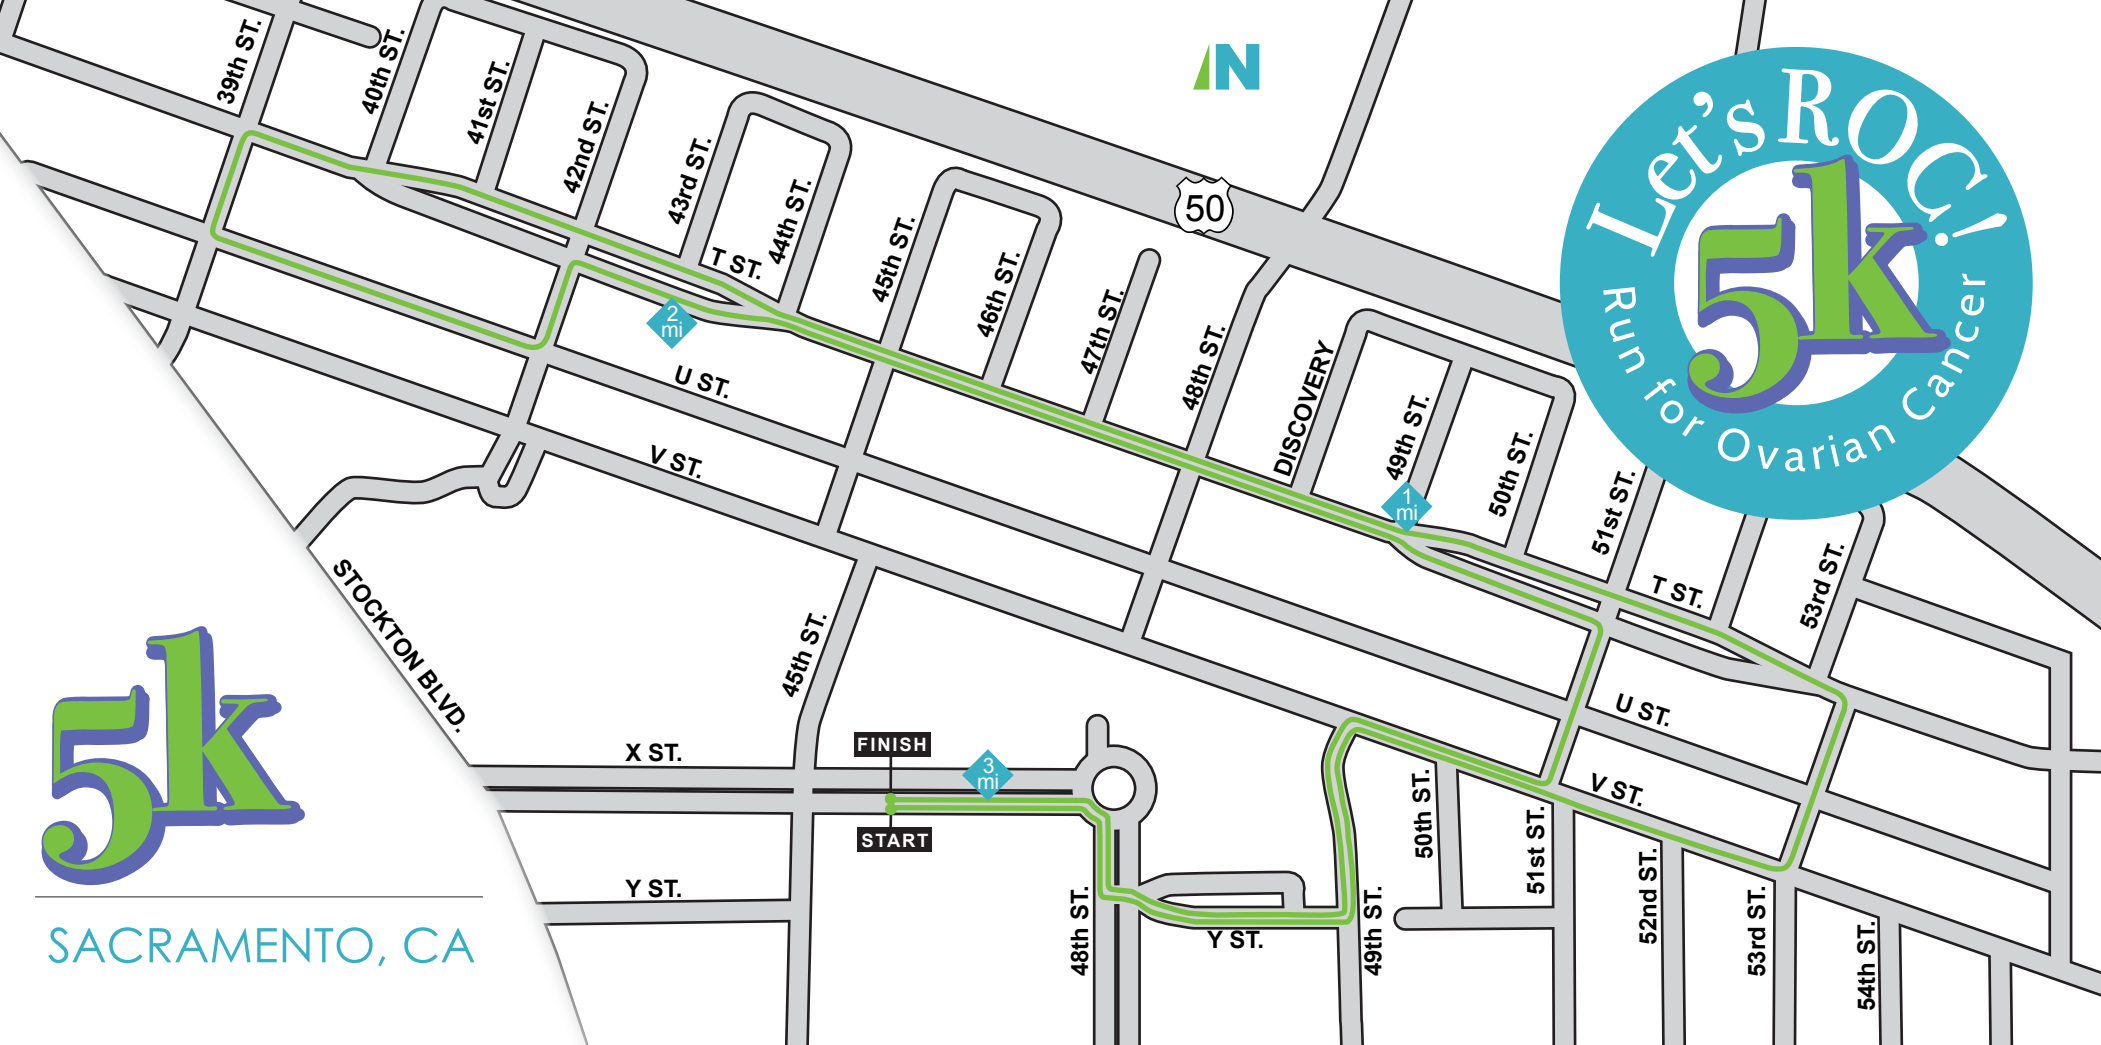 39th ST.
40th ST.
41st ST.
42nd ST.
43rd ST.
44th ST.
T ST.
45th ST.
46th ST.
47th ST.
48th ST.
DISCOVERY
49th ST.
50th ST.
51st ST.
T ST.
53rd ST.
N
50
Let's ROC!
5k
Run for Ovarian Cancer
2
mi
1
mi
U ST.
V ST.
STOCKTON BLVD.
45th ST.
U ST.
V ST.
X ST.
FINISH
3
mi
START
Y ST.
48th ST.
Y ST.
49th ST.
50th ST.
51st ST.
52nd ST.
53rd ST.
54th ST.
5k
SACRAMENTO, CA